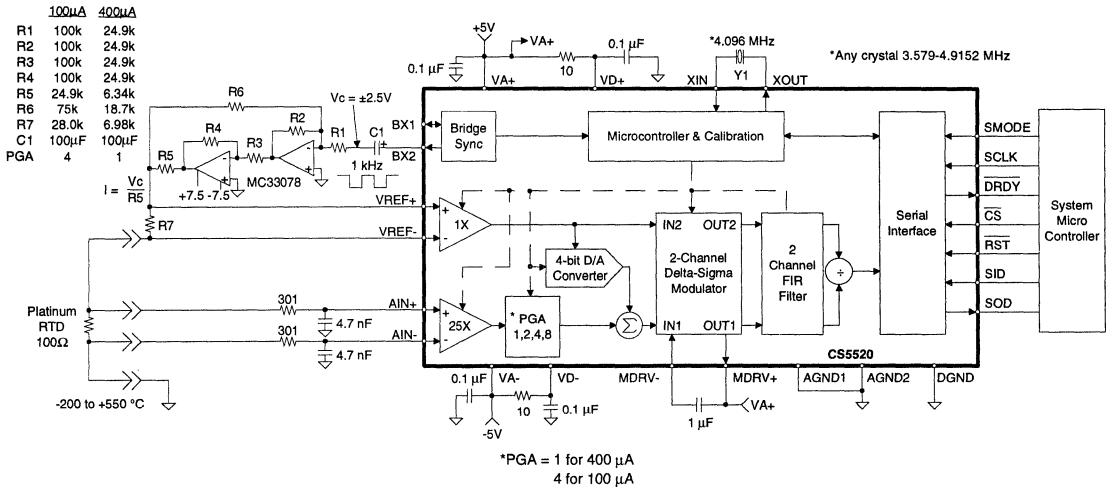 100µA 400µA
R1 100k 24.9k
R2 100k 24.9k
R3 100k 24.9k
R4 100k 24.9k
R5 24.9k 6.34k
R6 75k 18.7k
R7 28.0k 6.98k
C1 100µF 100µF
PGA 4 1
+5V
VA+
0.1 µF
10
0.1 µF
VA+
VD+
*4.096 MHz
Y1
XIN
XOUT
*Any crystal 3.579-4.9152 MHz
R6
Vc = ±2.5V
R4
R2
R1
C1
+
R5
R3
-
+
-
+
+7.5 -7.5
MC33078
1 kHz
I = Vc
R5
R7
BX1
BX2
Bridge
Sync
Microcontroller & Calibration
VREF+
VREF-
+
-
1X
4-bit D/A
Converter
IN2 OUT2
2-Channel
Delta-Sigma
Modulator
IN1 OUT1
2
Channel
FIR
Filter
÷
Serial
Interface
SMODE
SCLK
DRDY
CS
RST
SID
SOD
System
Micro
Controller
Platinum
RTD
100Ω
301
4.7 nF
301
4.7 nF
AIN+
AIN-
+
-
25X
* PGA
1,2,4,8
Σ
CS5520
-200 to +550 °C
0.1 µF
VA-
VD-
10
0.1 µF
-5V
MDRV-
MDRV+
1 µF
VA+
AGND1
AGND2
DGND
*PGA = 1 for 400 µA
4 for 100 µA